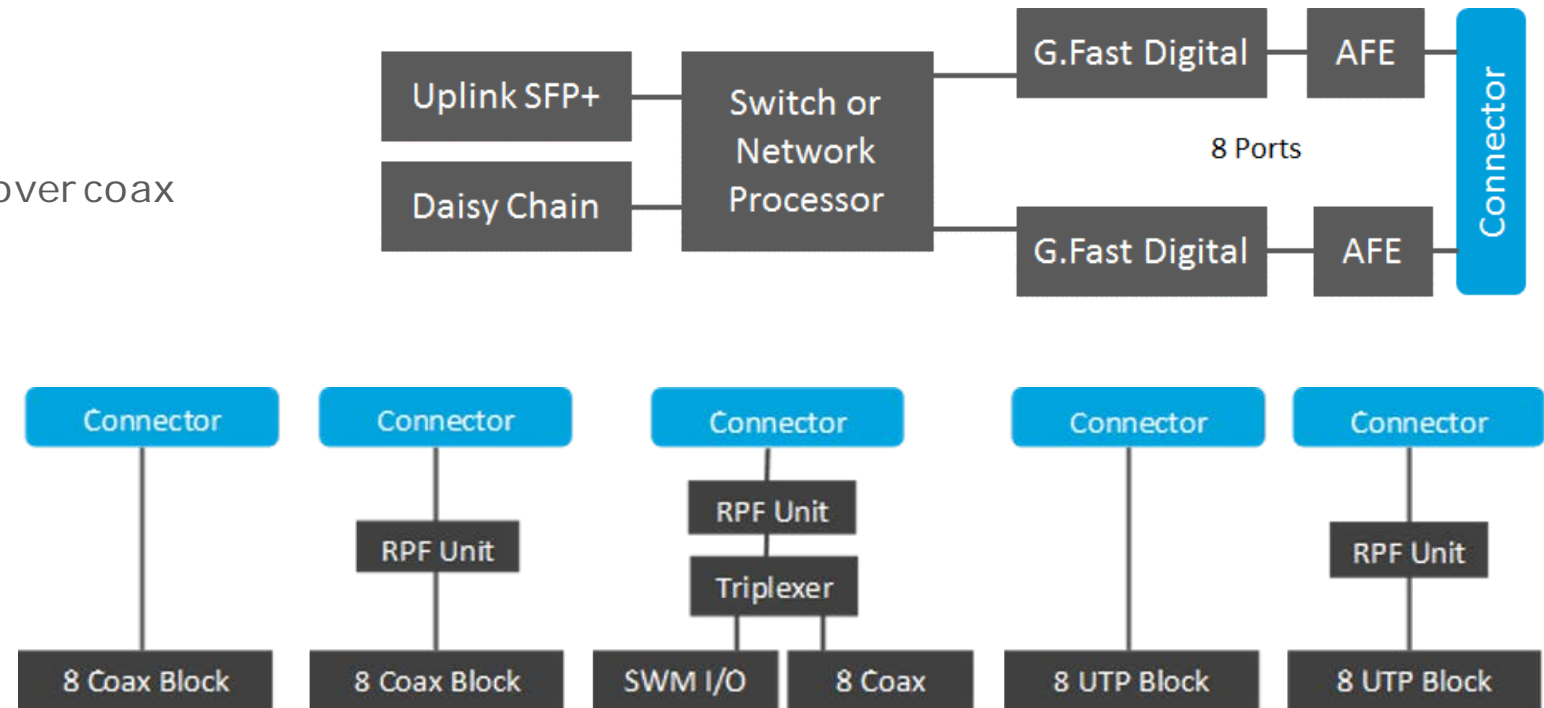 G.Fast Digital
AFE
Uplink SFP+
Switch or
Network
Processor
Connector
8 Ports
over coax
Daisy Chain
G.Fast Digital
AFE
Connector
Connector
Connector
Connector
Connector
RPF Unit
RPF Unit
RPF Unit
Triplexer
8 Coax Block
8 Coax Block
SWM I/O
8 Coax
8 UTP Block
8 UTP Block